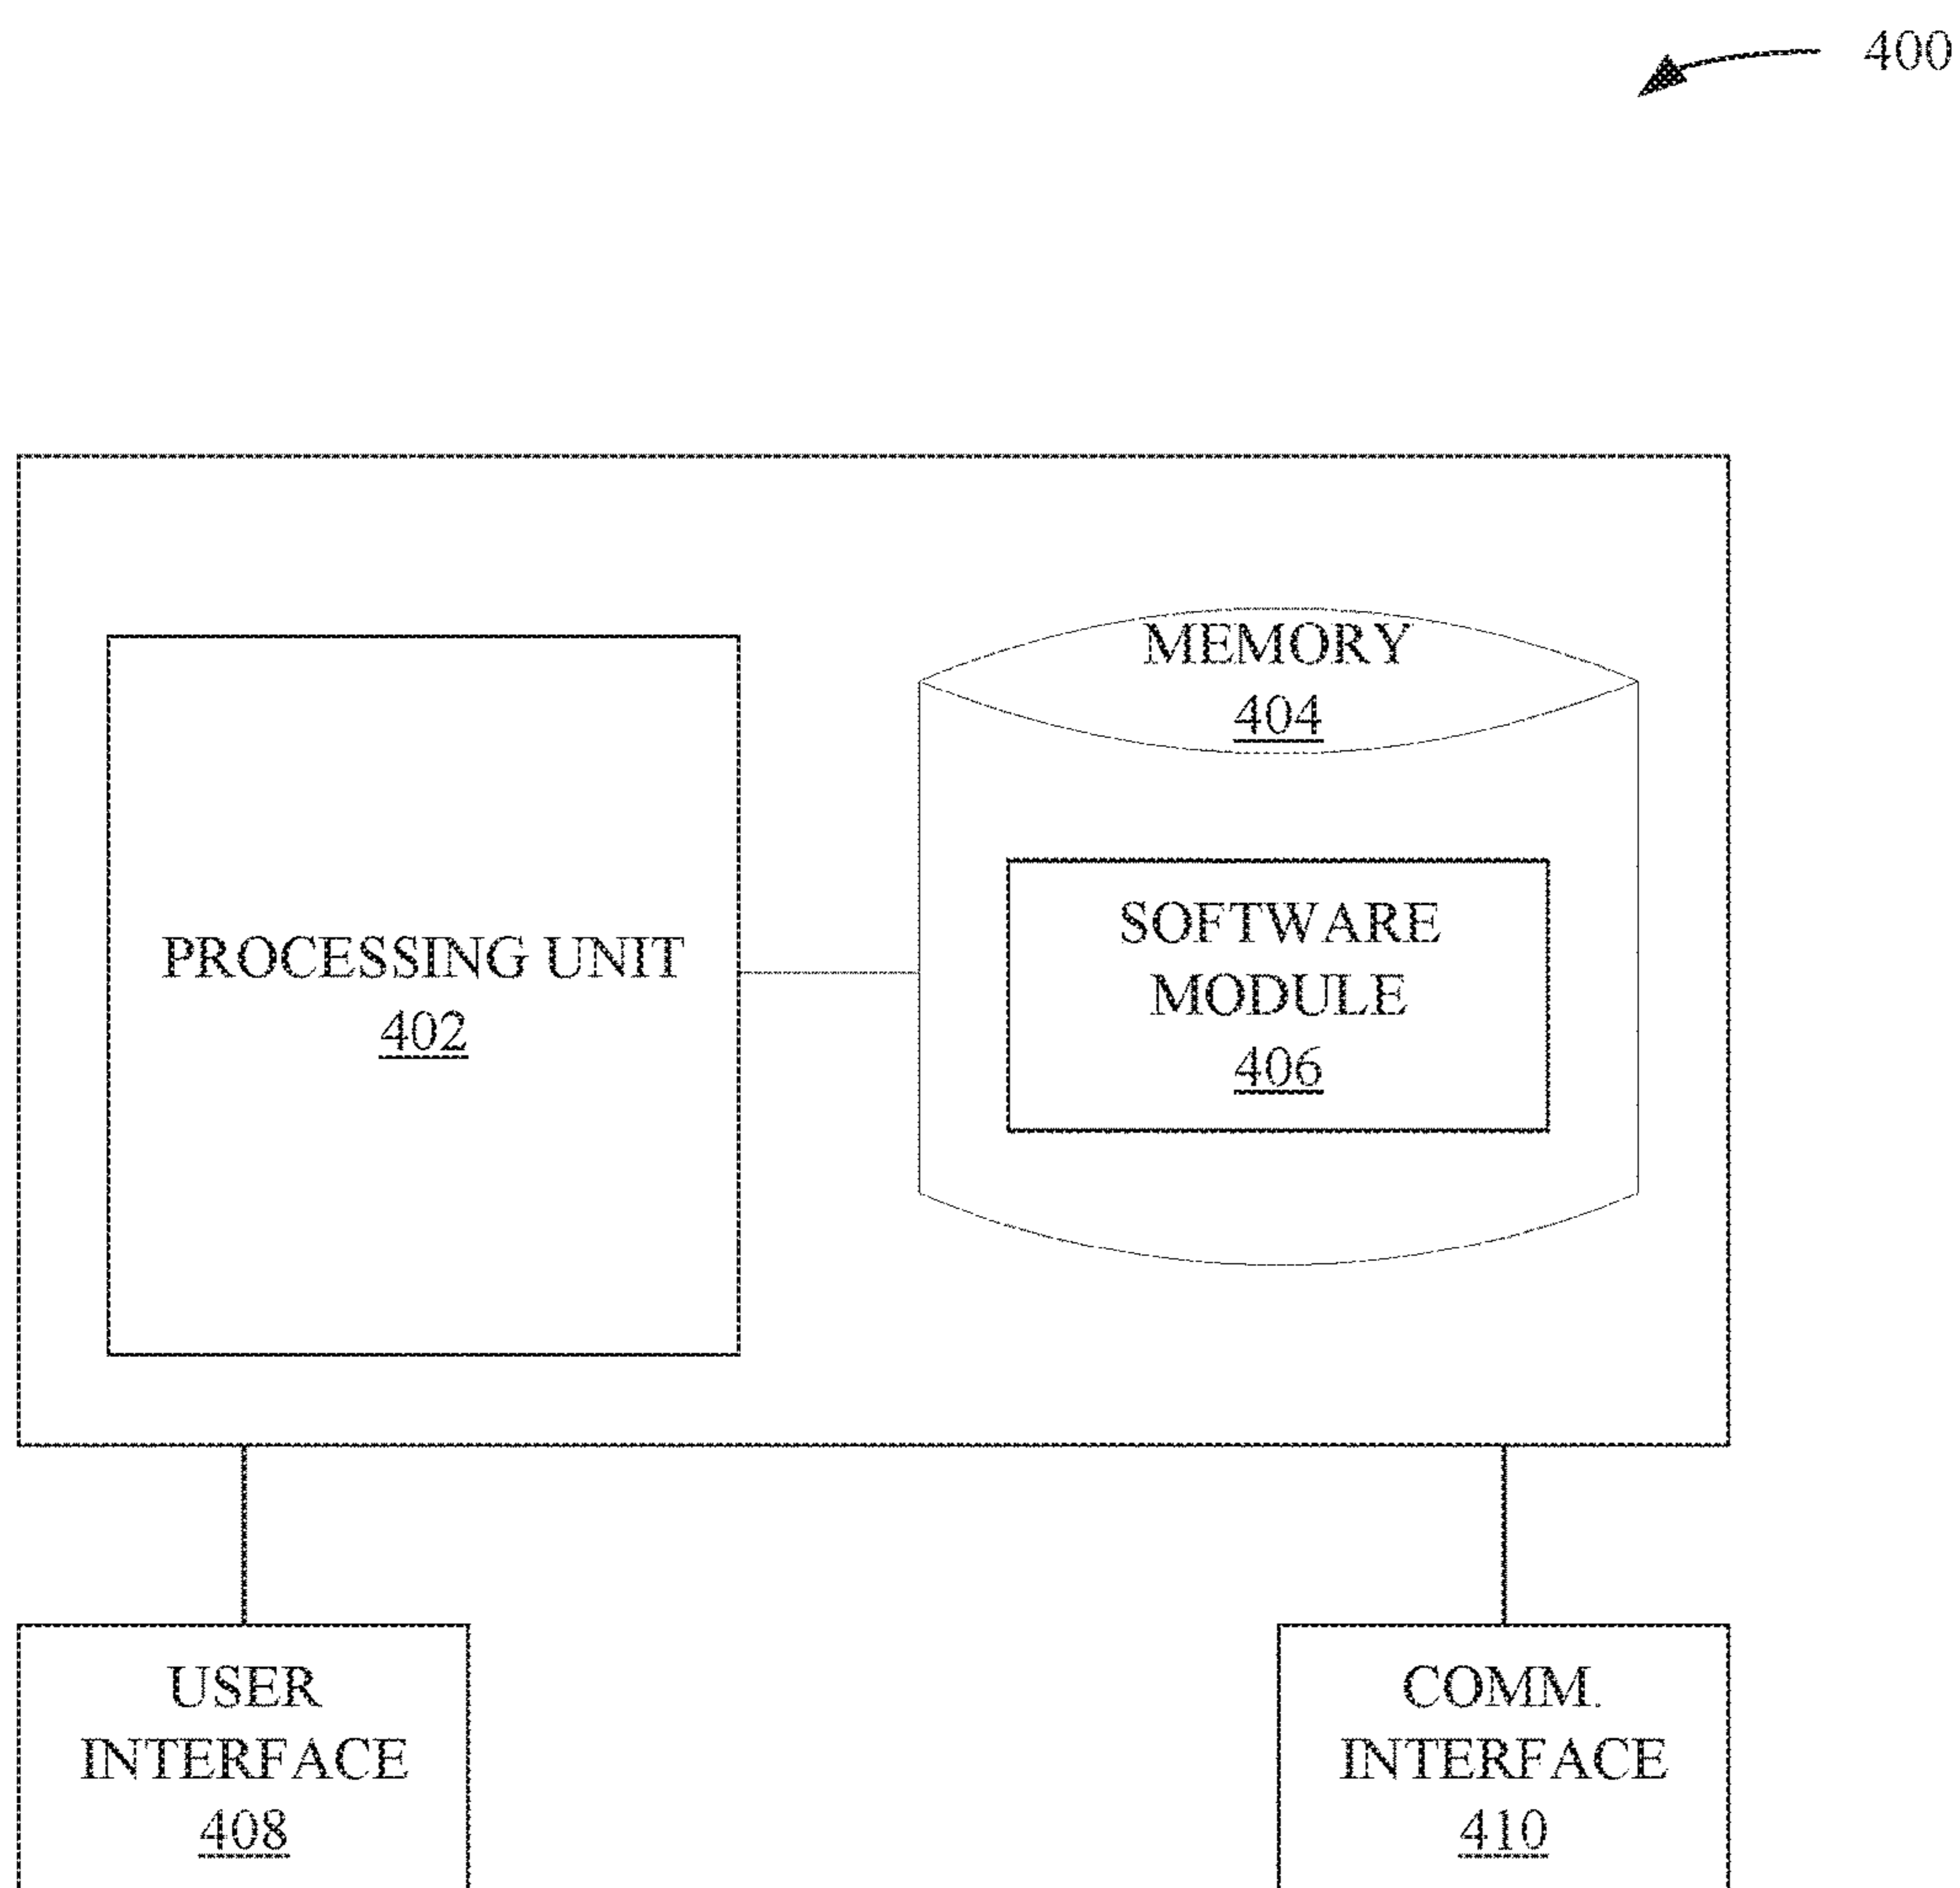 400
MEMORY
404
PROCESSING UNIT
402
SOFTWARE
MODULE
406
USER
INTERFACE
408
COMM.
INTERFACE
410